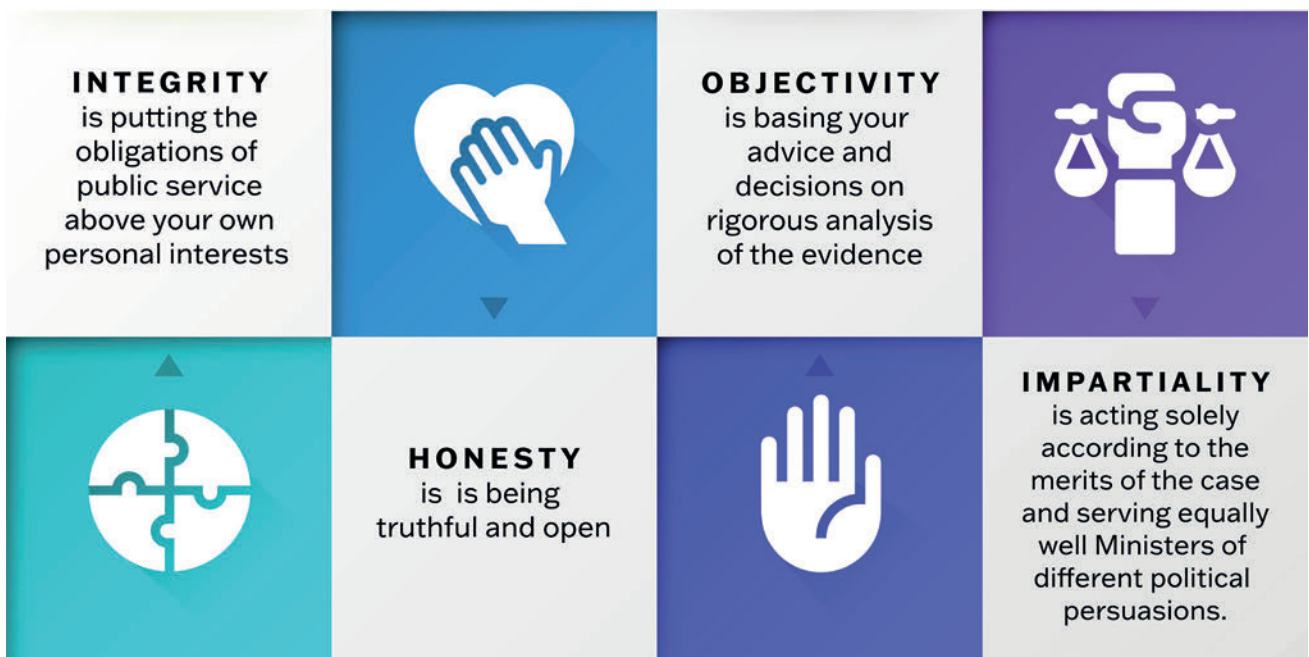 INTEGRITY
is putting the
obligations of
public service
above your own
personal interests
OBJECTIVITY
is basing your
advice and
decisions on
rigorous analysis
of the evidence
HONESTY
is is being
truthful and open
IMPARTIALITY
is acting solely
according to the
merits of the case
and serving equally
well Ministers of
different political
persuasions.